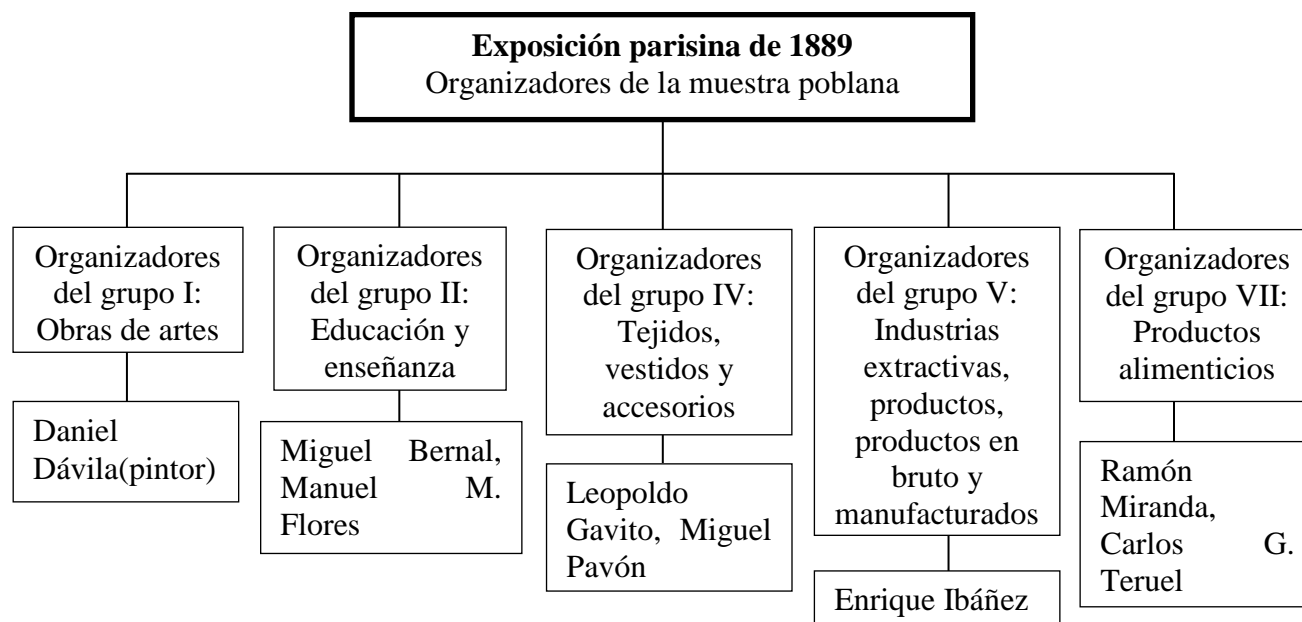 Exposición parisina de 1889
Organizadores de la muestra poblana
Organizadores
del grupo I:
Obras de artes
Daniel
Dávila(pintor)
Organizadores
del grupo II:
Educación y
enseñanza
Miguel Bernal,
Manuel M.
Flores
Organizadores
del grupo IV:
Tejidos,
vestidos y
accesorios
Leopoldo
Gavito, Miguel
Pavón
Organizadores
del grupo V:
Industrias
extractivas,
productos,
productos en
bruto y
manufacturados
Enrique Ibáñez
Organizadores
del grupo VII:
Productos
alimenticios
Ramón
Miranda,
Carlos G.
Teruel